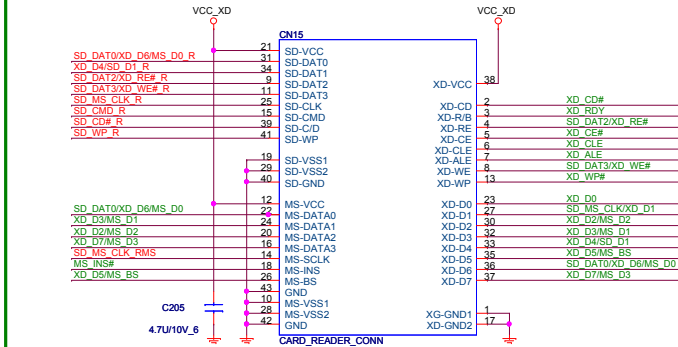 VCC_XD VCC_XD
CN15
21 SD-VCC
SD_DAT0/XD_D6/MS_D0_R 31 SD-DAT0
XD_D4/SD_D1_R 34 SD-DAT1
SD_DAT2/XD_RE#_R 9 SD-DAT2 XD-VCC 38
SD_DAT3/XD_WE#_R 11 SD-DAT3
SD_MS_CLK_R 25 SD-CLK XD-CD 2 XD_CD#
SD_CMD_R 15 SD-CMD XD-R/B 3 XD_RDY
SD_CD#_R 39 SD-C/D XD-RE 4 SD_DAT2/XD_RE#
SD_WP_R 41 SD-WP XD-CE 5 XD_CE#
XD-CLE 6 XD_CLE
19 SD-VSS1 XD-ALE 7 XD_ALE
29 SD-VSS2 XD-WE 8 SD_DAT3/XD_WE#
40 SD-GND XD-WP 13 XD_WP#
12 MS-VCC XD-D0 23 XD_D0
SD_DAT0/XD_D6/MS_D0 22 MS-DATA0 XD-D1 27 SD_MS_CLK/XD_D1
XD_D3/MS_D1 24 MS-DATA1 XD-D2 30 XD_D2/MS_D2
XD_D2/MS_D2 20 MS-DATA2 XD-D3 32 XD_D3/MS_D1
XD_D7/MS_D3 16 MS-DATA3 XD-D4 33 XD_D4/SD_D1
SD_MS_CLK_RMS 14 MS-SCLK XD-D5 35 XD_D5/MS_BS
MS_INS# 18 MS-INS XD-D6 36 SD_DAT0/XD_D6/MS_D0
XD_D5/MS_BS 26 MS-BS XD-D7 37 XD_D7/MS_D3
43 GND
C205 10 MS-VSS1 XG-GND1 1
28 MS-VSS2 XD-GND2 17
4.7U/10V_6 42 GND
CARD_READER_CONN